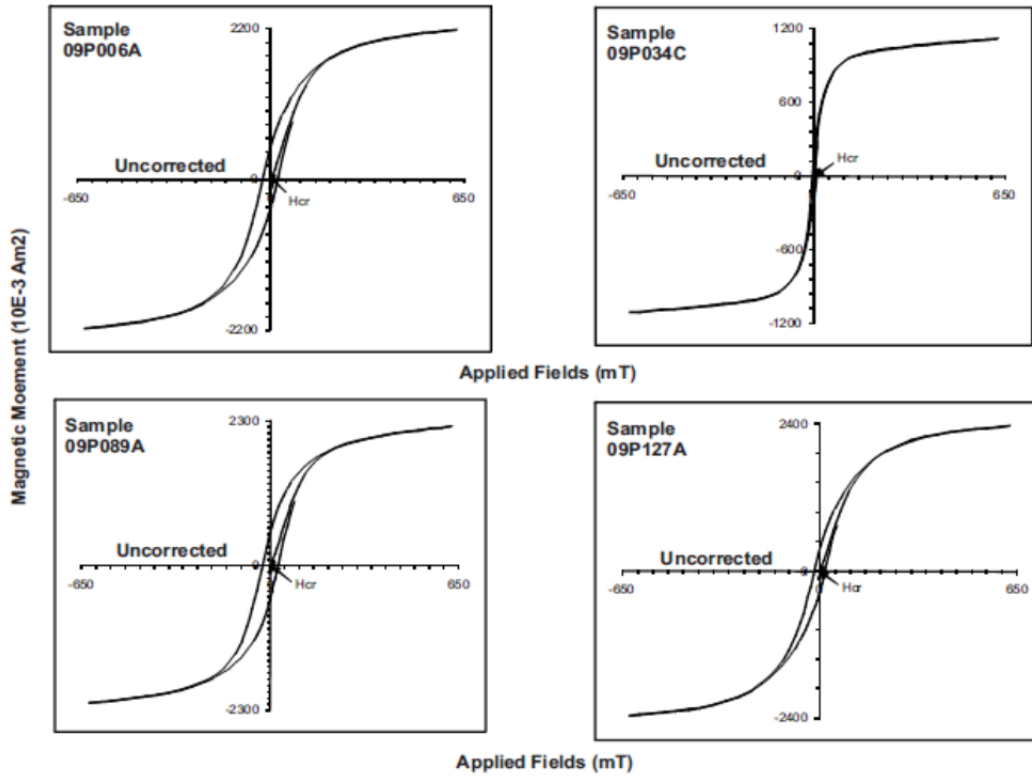 Magnetic Moement (10E-3 Am2)
Sample
09P006A
2200
Uncorrected
0
-650
650
Hcr
-2200
Sample
09P034C
1200
600
Hcr
Uncorrected
0
-650
650
-600
-1200
Applied Fields (mT)
Sample
09P089A
2300
Uncorrected
0
-650
650
Hcr
-2300
Sample
09P127A
2400
Uncorrected
0
-650
0
Hcr
650
-2400
Applied Fields (mT)